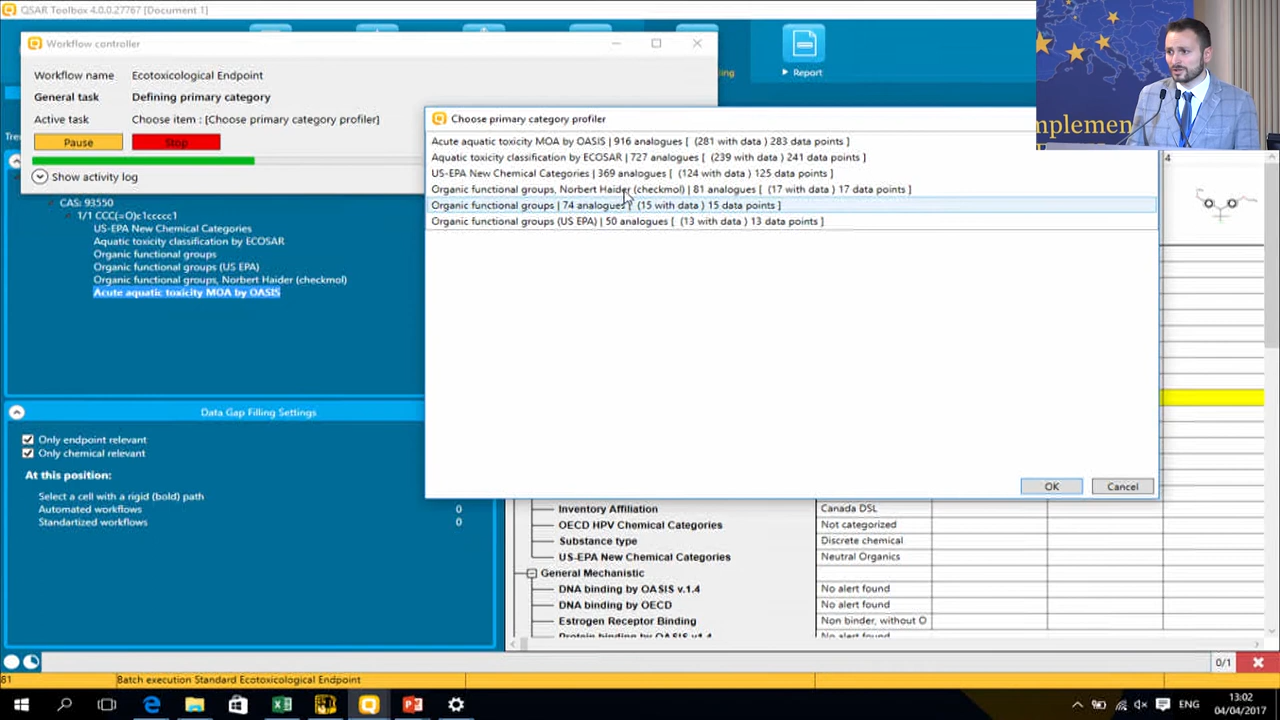 QSAR Toolbox 4.0.0.27767 [Document 1]
Workflow controller
Workflow name Ecotoxicological Endpoint
General task Defining primary category
Active task Choose item : [Choose primary category profiler]
Pause Stop
Show activity log
Report
Choose primary category profiler
Acute aquatic toxicity MOA by OASIS | 916 analogues [ (281 with data ) 283 data points ]
Aquatic toxicity classification by ECOSAR | 727 analogues [ (239 with data ) 241 data points ]
US-EPA New Chemical Categories | 369 analogues [ (124 with data ) 125 data points ]
Organic functional groups, Norbert Haider (checkmol) | 81 analogues [ (17 with data ) 17 data points ]
Organic functional groups | 74 analogues [ (15 with data ) 15 data points ]
Organic functional groups (US EPA) | 50 analogues [ (13 with data ) 13 data points ]
OK Cancel
CAS: 93550
1/1 CCC(=O)c1ccccc1
US-EPA New Chemical Categories
Aquatic toxicity classification by ECOSAR
Organic functional groups
Organic functional groups (US EPA)
Organic functional groups, Norbert Haider (checkmol)
Acute aquatic toxicity MOA by OASIS
Data Gap Filling Settings
Only endpoint relevant
Only chemical relevant
At this position:
Select a cell with a rigid (bold) path
Automated workflows 0
Standartized workflows 0
4
Inventory Affiliation Canada DSL
OECD HPV Chemical Categories Not categorized
Substance type Discrete chemical
US-EPA New Chemical Categories Neutral Organics
General Mechanistic
DNA binding by OASIS v.1.4 No alert found
DNA binding by OECD No alert found
Estrogen Receptor Binding Non binder, without O
Protein binding by OASIS v1.4 No alert found
0/1
81 Batch execution Standard Ecotoxicological Endpoint
ENG
13:02
04/04/2017